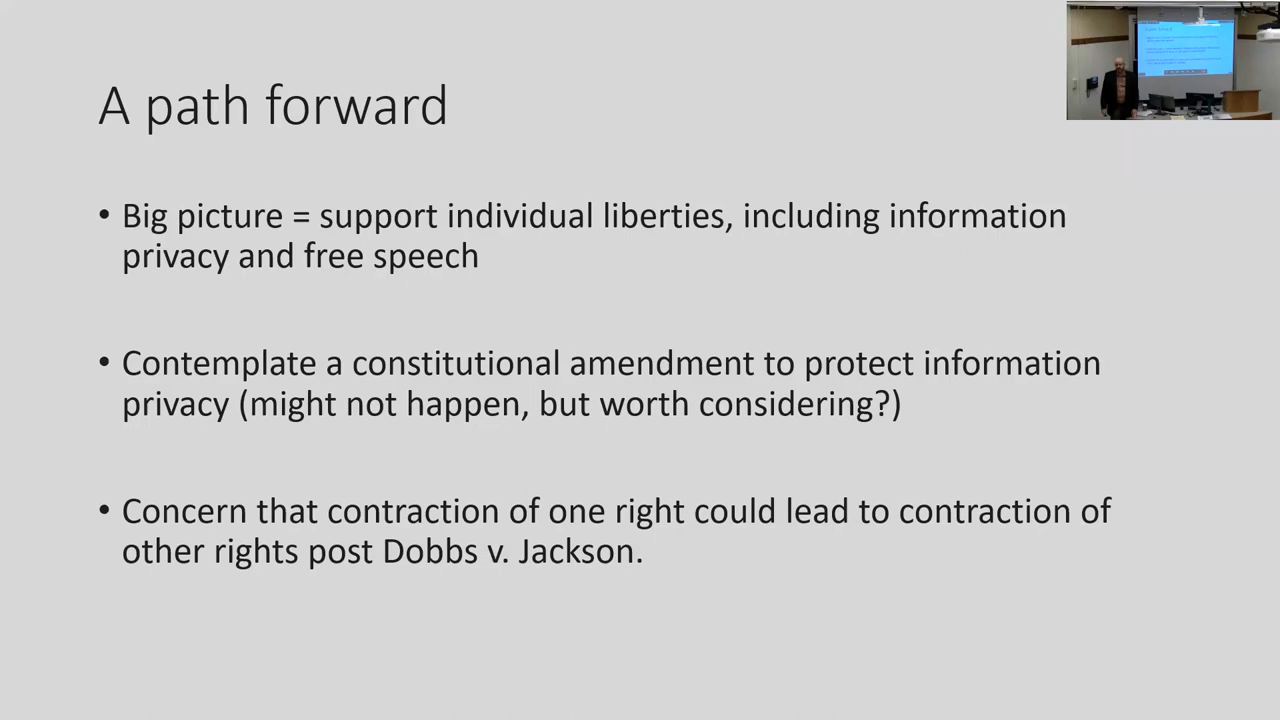 A path forward
• Big picture = support individual liberties, including information
privacy and free speech
• Contemplate a constitutional amendment to protect information
privacy (might not happen, but worth considering?)
• Concern that contraction of one right could lead to contraction of
other rights post Dobbs v. Jackson.